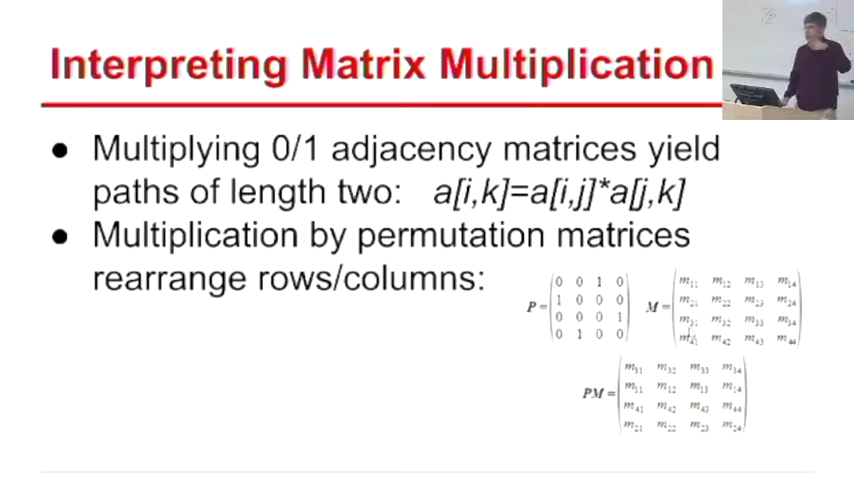 Interpreting Matrix Multiplication
● Multiplying 0/1 adjacency matrices yield
paths of length two: a[i,k]=a[i,j]*a[j,k]
● Multiplication by permutation matrices
rearrange rows/columns:
P = 0 0 1 0
1 0 0 0
0 0 0 1
0 1 0 0
M = m₁₁ m₁₂ m₁₃ m₁₄
m₂₁ m₂₂ m₂₃ m₂₄
m₃₁ m₃₂ m₃₃ m₃₄
m₄₁ m₄₂ m₄₃ m₄₄
PM = m₃₁ m₃₂ m₃₃ m₃₄
m₁₁ m₁₂ m₁₃ m₁₄
m₄₁ m₄₂ m₄₃ m₄₄
m₂₁ m₂₂ m₂₃ m₂₄